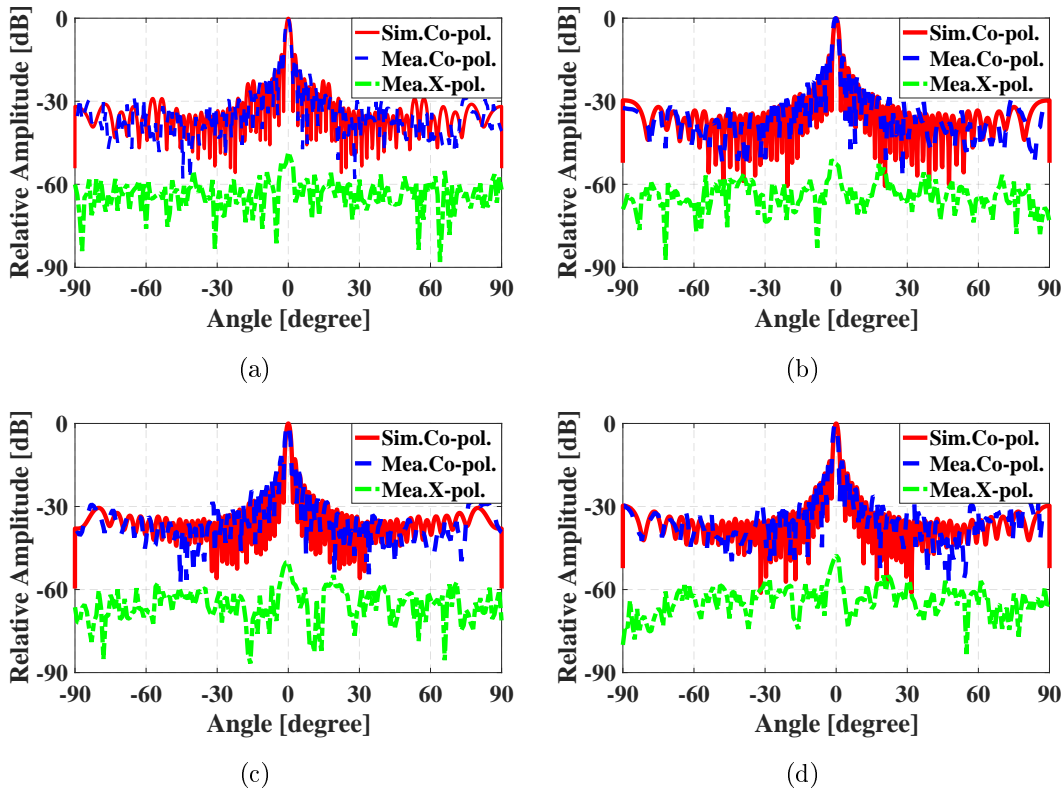 Relative Amplitude [dB]
0
-30
-60
-90
Sim.Co-pol.
Mea.Co-pol.
Mea.X-pol.
-90 -60 -30 0 30 60 90
Angle [degree]
(a)
Relative Amplitude [dB]
0
-30
-60
-90
Sim.Co-pol.
Mea.Co-pol.
Mea.X-pol.
-90 -60 -30 0 30 60 90
Angle [degree]
(b)
Relative Amplitude [dB]
0
-30
-60
-90
Sim.Co-pol.
Mea.Co-pol.
Mea.X-pol.
-90 -60 -30 0 30 60 90
Angle [degree]
(c)
Relative Amplitude [dB]
0
-30
-60
-90
Sim.Co-pol.
Mea.Co-pol.
Mea.X-pol.
-90 -60 -30 0 30 60 90
Angle [degree]
(d)